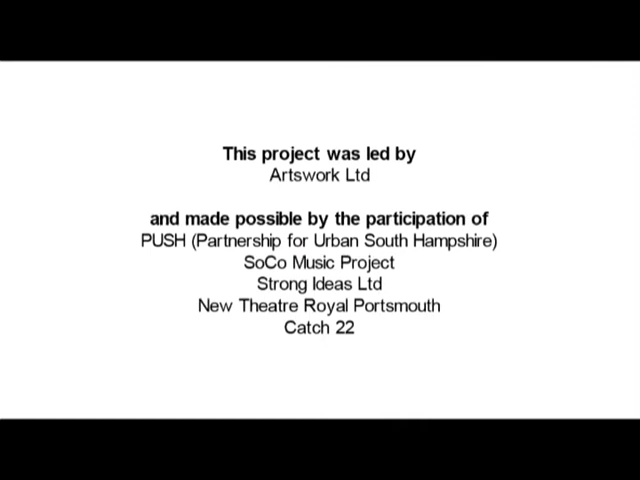 This project was led by
Artswork Ltd
and made possible by the participation of
PUSH (Partnership for Urban South Hampshire)
SoCo Music Project
Strong Ideas Ltd
New Theatre Royal Portsmouth
Catch 22